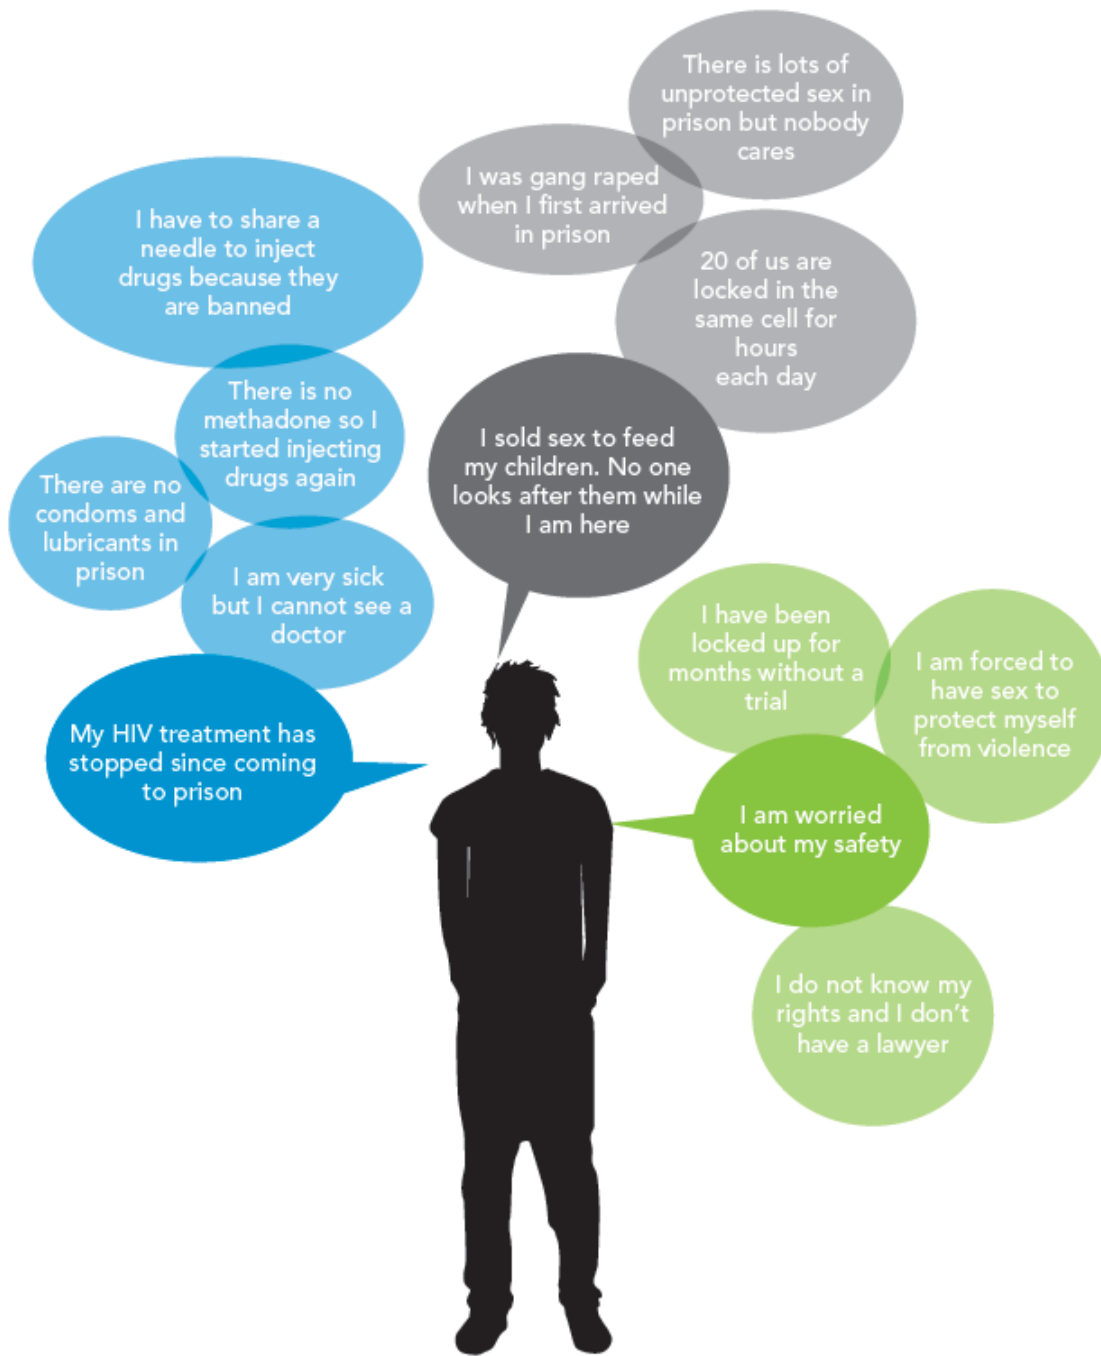 There is lots of
unprotected sex in
prison but nobody
cares
I was gang raped
when I first arrived
in prison
20 of us are
locked in the
same cell for
hours
each day
I sold sex to feed
my children. No one
looks after them while
I am here
I have to share a
needle to inject
drugs because they
are banned
There is no
methadone so I
started injecting
drugs again
There are no
condoms and
lubricants in
prison
I am very sick
but I cannot see a
doctor
My HIV treatment has
stopped since coming
to prison
I have been
locked up for
months without a
trial
I am forced to
have sex to
protect myself
from violence
I am worried
about my safety
I do not know my
rights and I don’t
have a lawyer